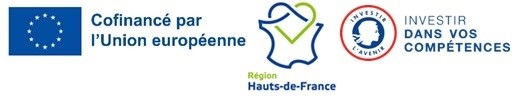 Cofinancé par
l'Union européenne
Région
Hauts-de-France
INVESTIR
L'AVENIR
INVESTIR
DANS VOS
COMPÉTENCES